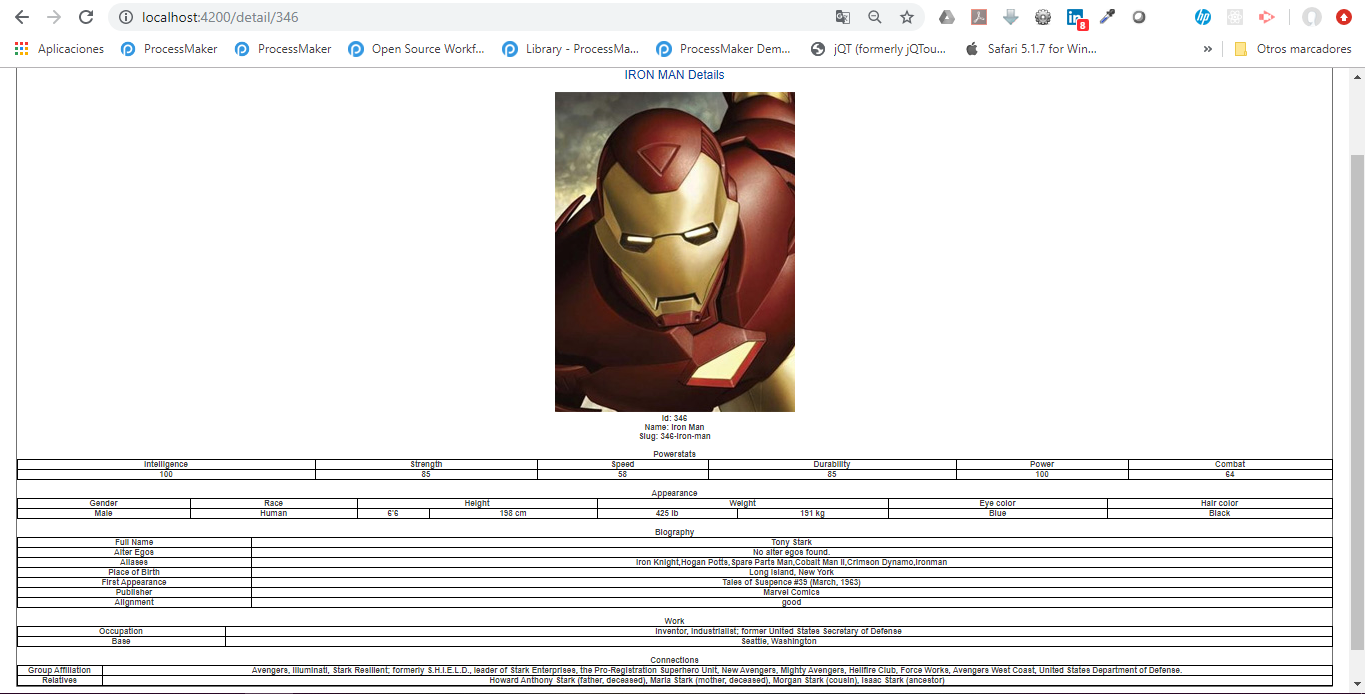 localhost:4200/detail/346
8
Aplicaciones ProcessMaker ProcessMaker Open Source Workf... Library - ProcessMa... ProcessMaker Dem... jQT (formerly jQTou... Safari 5.1.7 for Win... » Otros marcadores
IRON MAN Details
Id: 346
Name: Iron Man
Slug: 346-iron-man
Powerstats
Intelligence Strength Speed Durability Power Combat
100 85 58 85 100 64
Appearance
Gender Race Height Weight Eye color Hair color
Male Human 6'6 198 cm 425 lb 191 kg Blue Black
Biography
Full Name Tony Stark
Alter Egos No alter egos found.
Aliases Iron Knight,Hogan Potts,Spare Parts Man,Cobalt Man II,Crimson Dynamo,Ironman
Place of Birth Long Island, New York
First Appearance Tales of Suspence #39 (March, 1963)
Publisher Marvel Comics
Alignment good
Work
Occupation Inventor, Industrialist; former United States Secretary of Defense
Base Seattle, Washington
Connections
Group Affiliation Avengers, Illuminati, Stark Resilient; formerly S.H.I.E.L.D., leader of Stark Enterprises, the Pro-Registration Superhero Unit, New Avengers, Mighty Avengers, Hellfire Club, Force Works, Avengers West Coast, United States Department of Defense.
Relatives Howard Anthony Stark (father, deceased), Maria Stark (mother, deceased), Morgan Stark (cousin), Isaac Stark (ancestor)